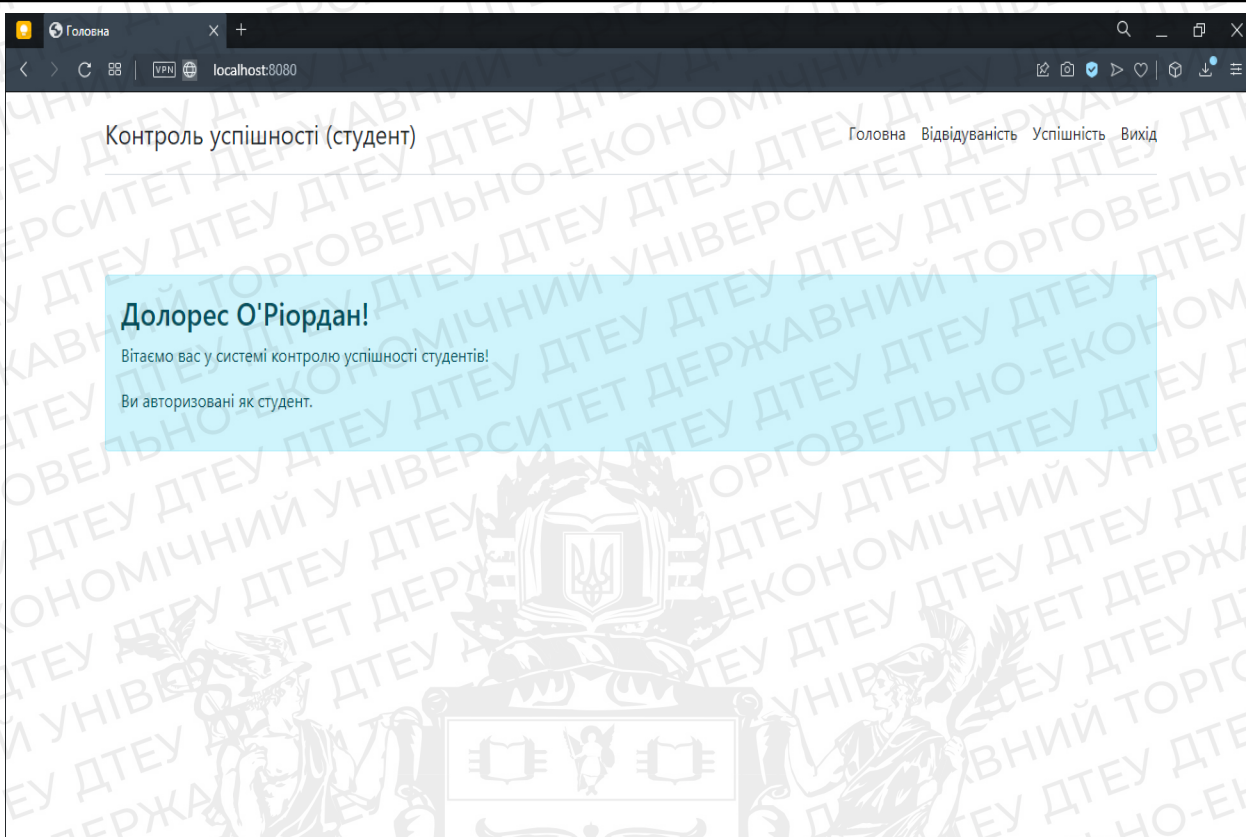 Головна
VPN localhost:8080
Контроль успішності (студент)
Головна Відвідуваність Успішність Вихід
Долорес О'Ріордан!
Вітаємо вас у системі контролю успішності студентів!
Ви авторизовані як студент.